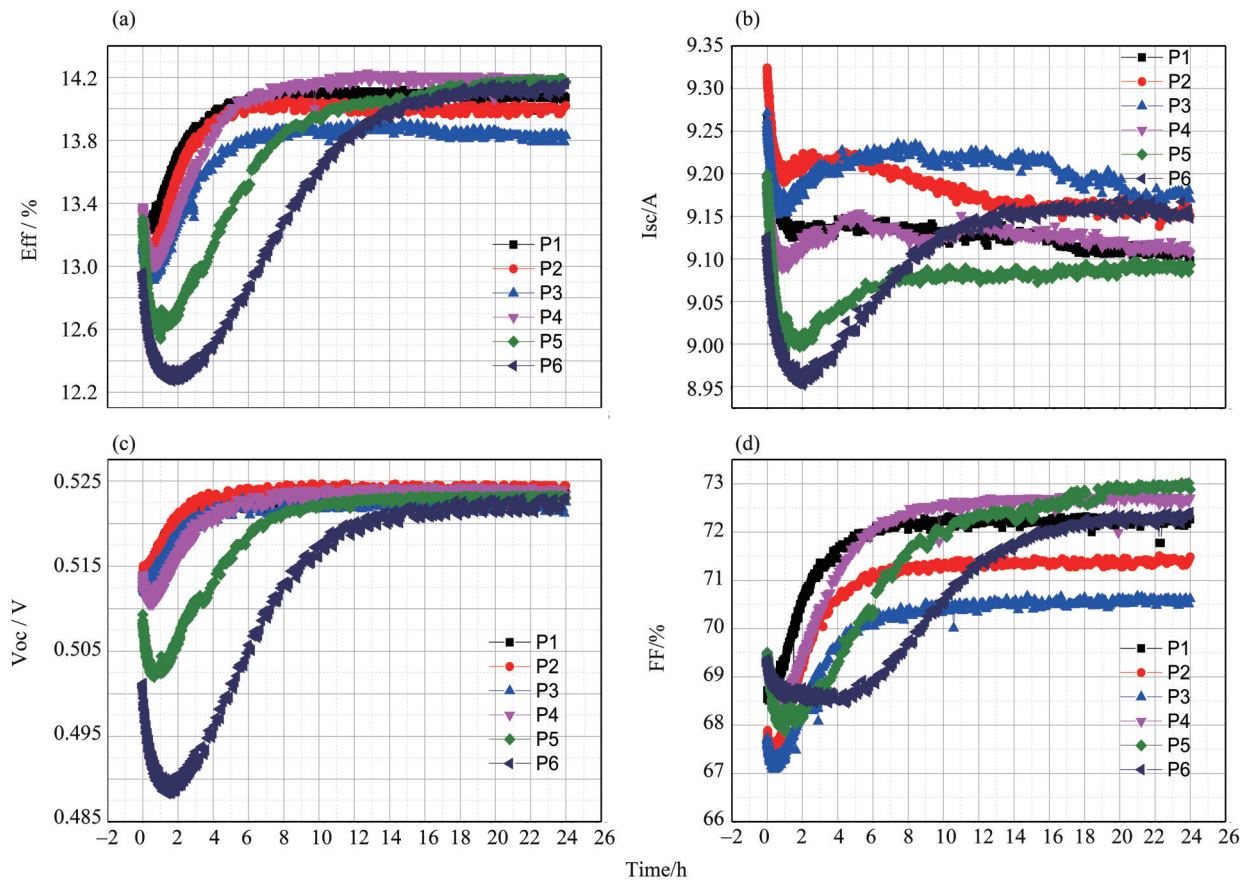 (a)
Eff / %
14.2
13.8
13.4
13.0
12.6
12.2
P1
P2
P3
P4
P5
P6
(b)
Isc/A
9.35
9.30
9.25
9.20
9.15
9.10
9.05
9.00
8.95
P1
P2
P3
P4
P5
P6
(c)
Voc / V
0.525
0.515
0.505
0.495
0.485
P1
P2
P3
P4
P5
P6
0 2 4 6 8 10 12 14 16 18 20 22 24 26
(d)
FF/%
73
72
71
70
69
68
67
66
P1
P2
P3
P4
P5
P6
−2 0 2 4 6 8 10 12 14 16 18 20 22 24 26
Time/h